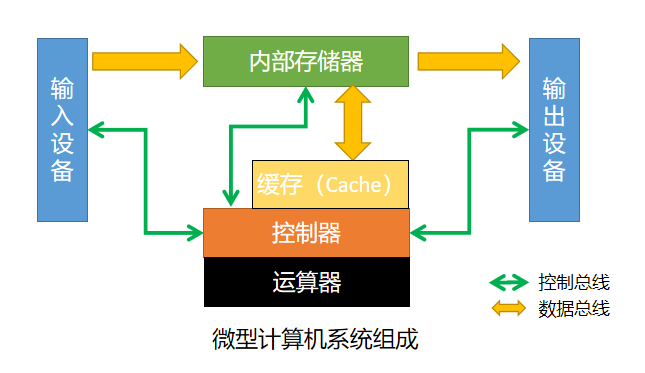 内部存储器
输入设备
输出设备
缓存（Cache）
控制器
运算器
控制总线
数据总线
微型计算机系统组成